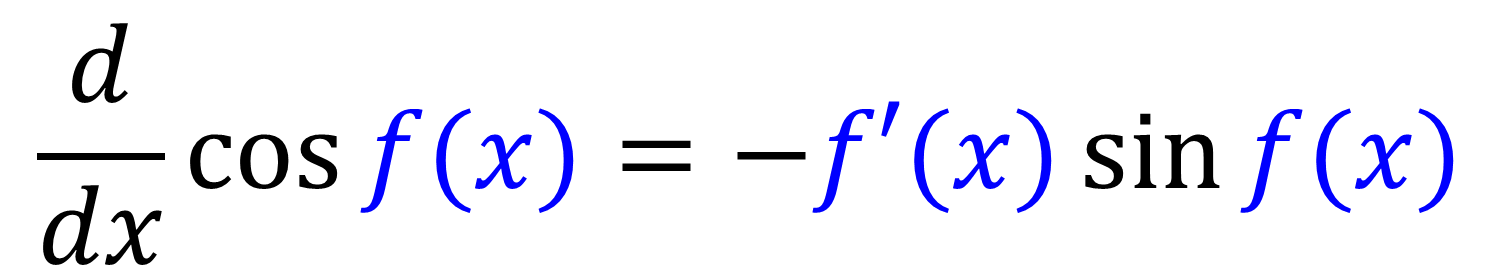 d/dx cos f(x) = −f′(x) sin f(x)